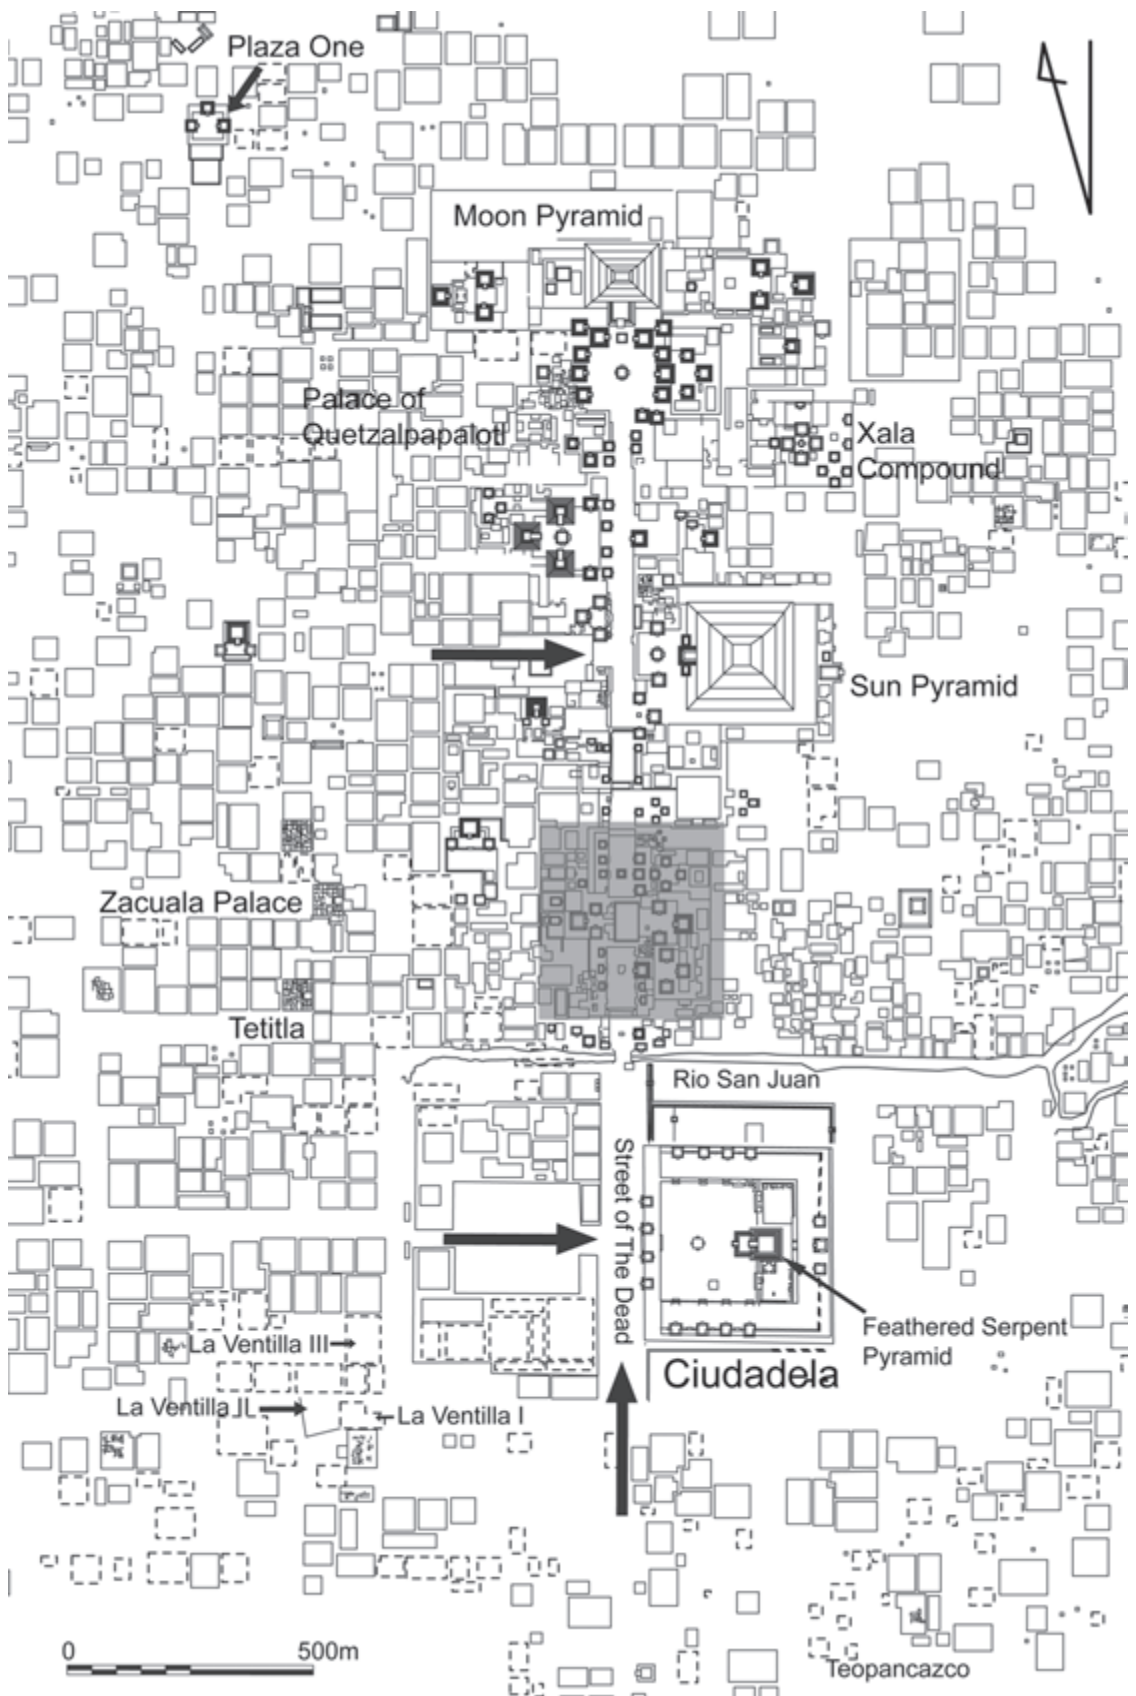 Plaza One
Moon Pyramid
Palace of
Quetzalpapalotl
Xala
Compound
Sun Pyramid
Zacuala Palace
Tetitla
Rio San Juan
Street of The Dead
Feathered Serpent
Pyramid
Ciudadela
La Ventilla III
La Ventilla II
La Ventilla I
0 500m
Teopancazco